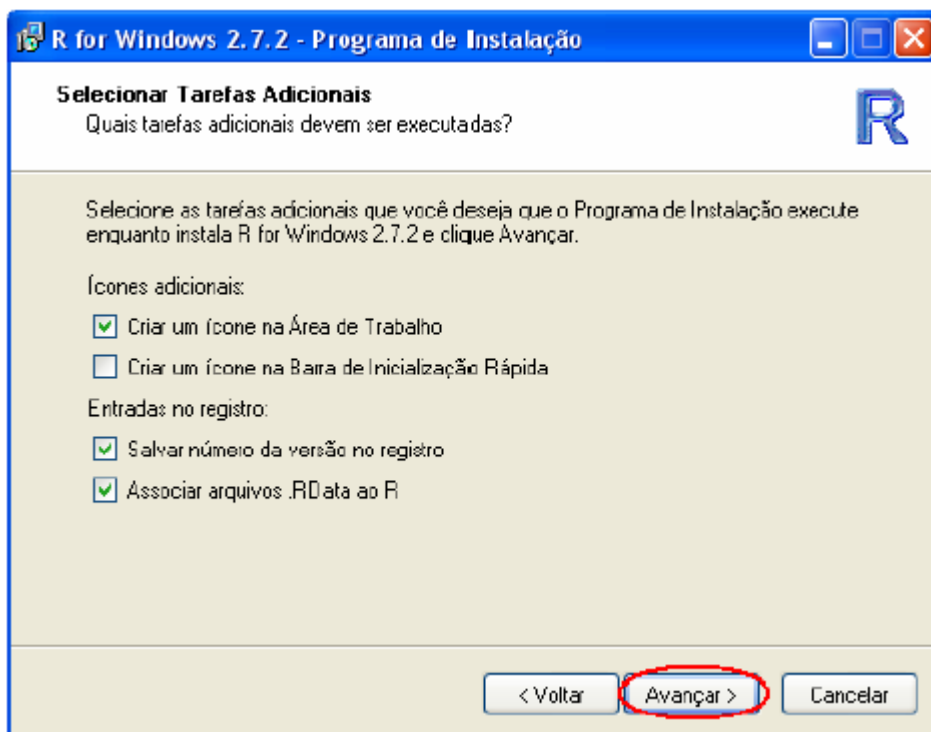 R for Windows 2.7.2 - Programa de Instalação
Selecionar Tarefas Adicionais
Quais tarefas adicionais devem ser executadas?
R
Selecione as tarefas adicionais que você deseja que o Programa de Instalação execute
enquanto instala R for Windows 2.7.2 e clique Avançar.
Ícones adicionais:
Criar um ícone na Área de Trabalho
Criar um ícone na Barra de Inicialização Rápida
Entradas no registro:
Salvar número da versão no registro
Associar arquivos .RData ao R
< Voltar
Avançar >
Cancelar